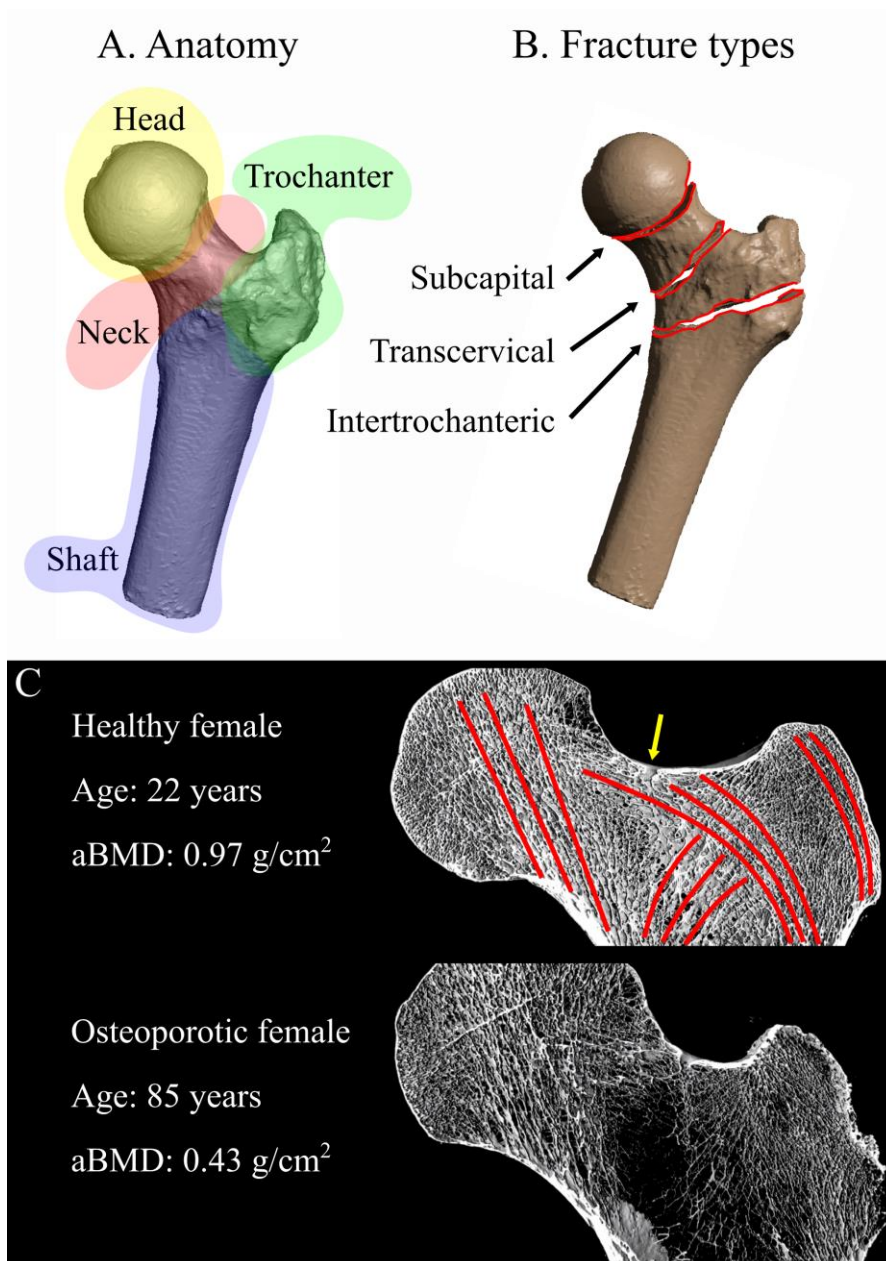 A. Anatomy
Head
Trochanter
Neck
Shaft
B. Fracture types
Subcapital
Transcervical
Intertrochanteric
C
Healthy female
Age: 22 years
aBMD: 0.97 g/cm²
Osteoporotic female
Age: 85 years
aBMD: 0.43 g/cm²